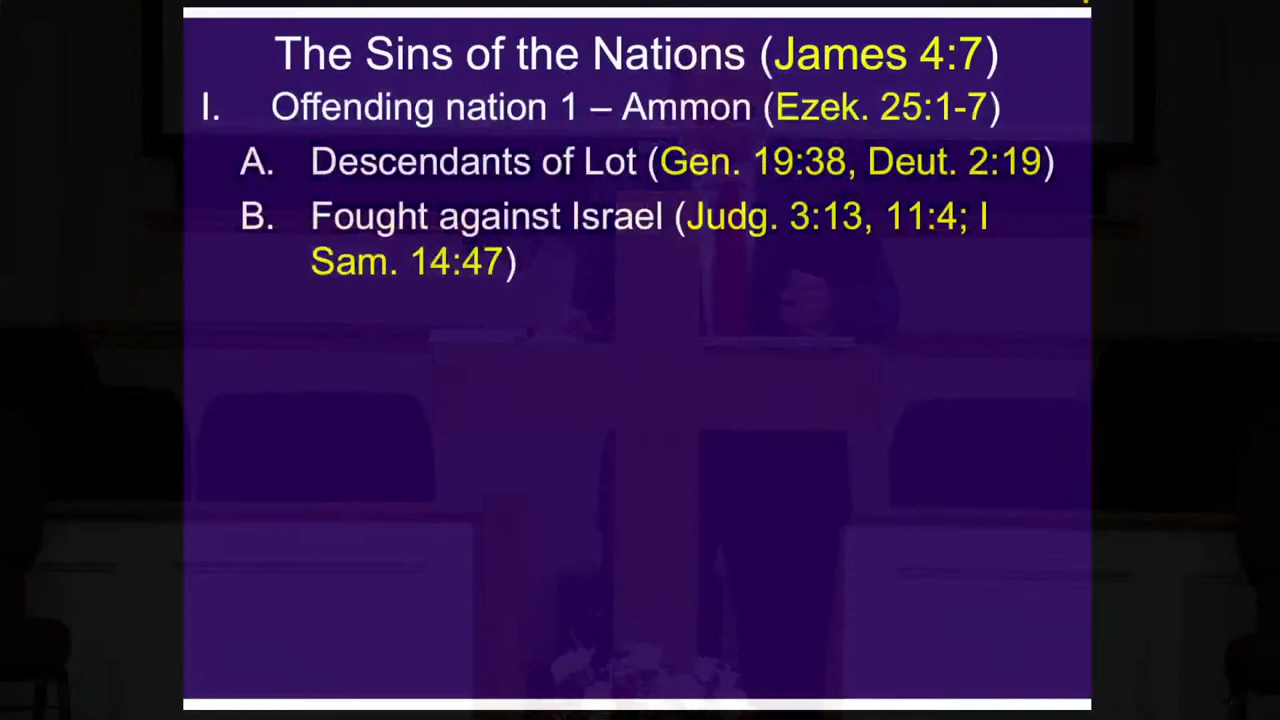 The Sins of the Nations (James 4:7)
I. Offending nation 1 – Ammon (Ezek. 25:1-7)
A. Descendants of Lot (Gen. 19:38, Deut. 2:19)
B. Fought against Israel (Judg. 3:13, 11:4; I
Sam. 14:47)